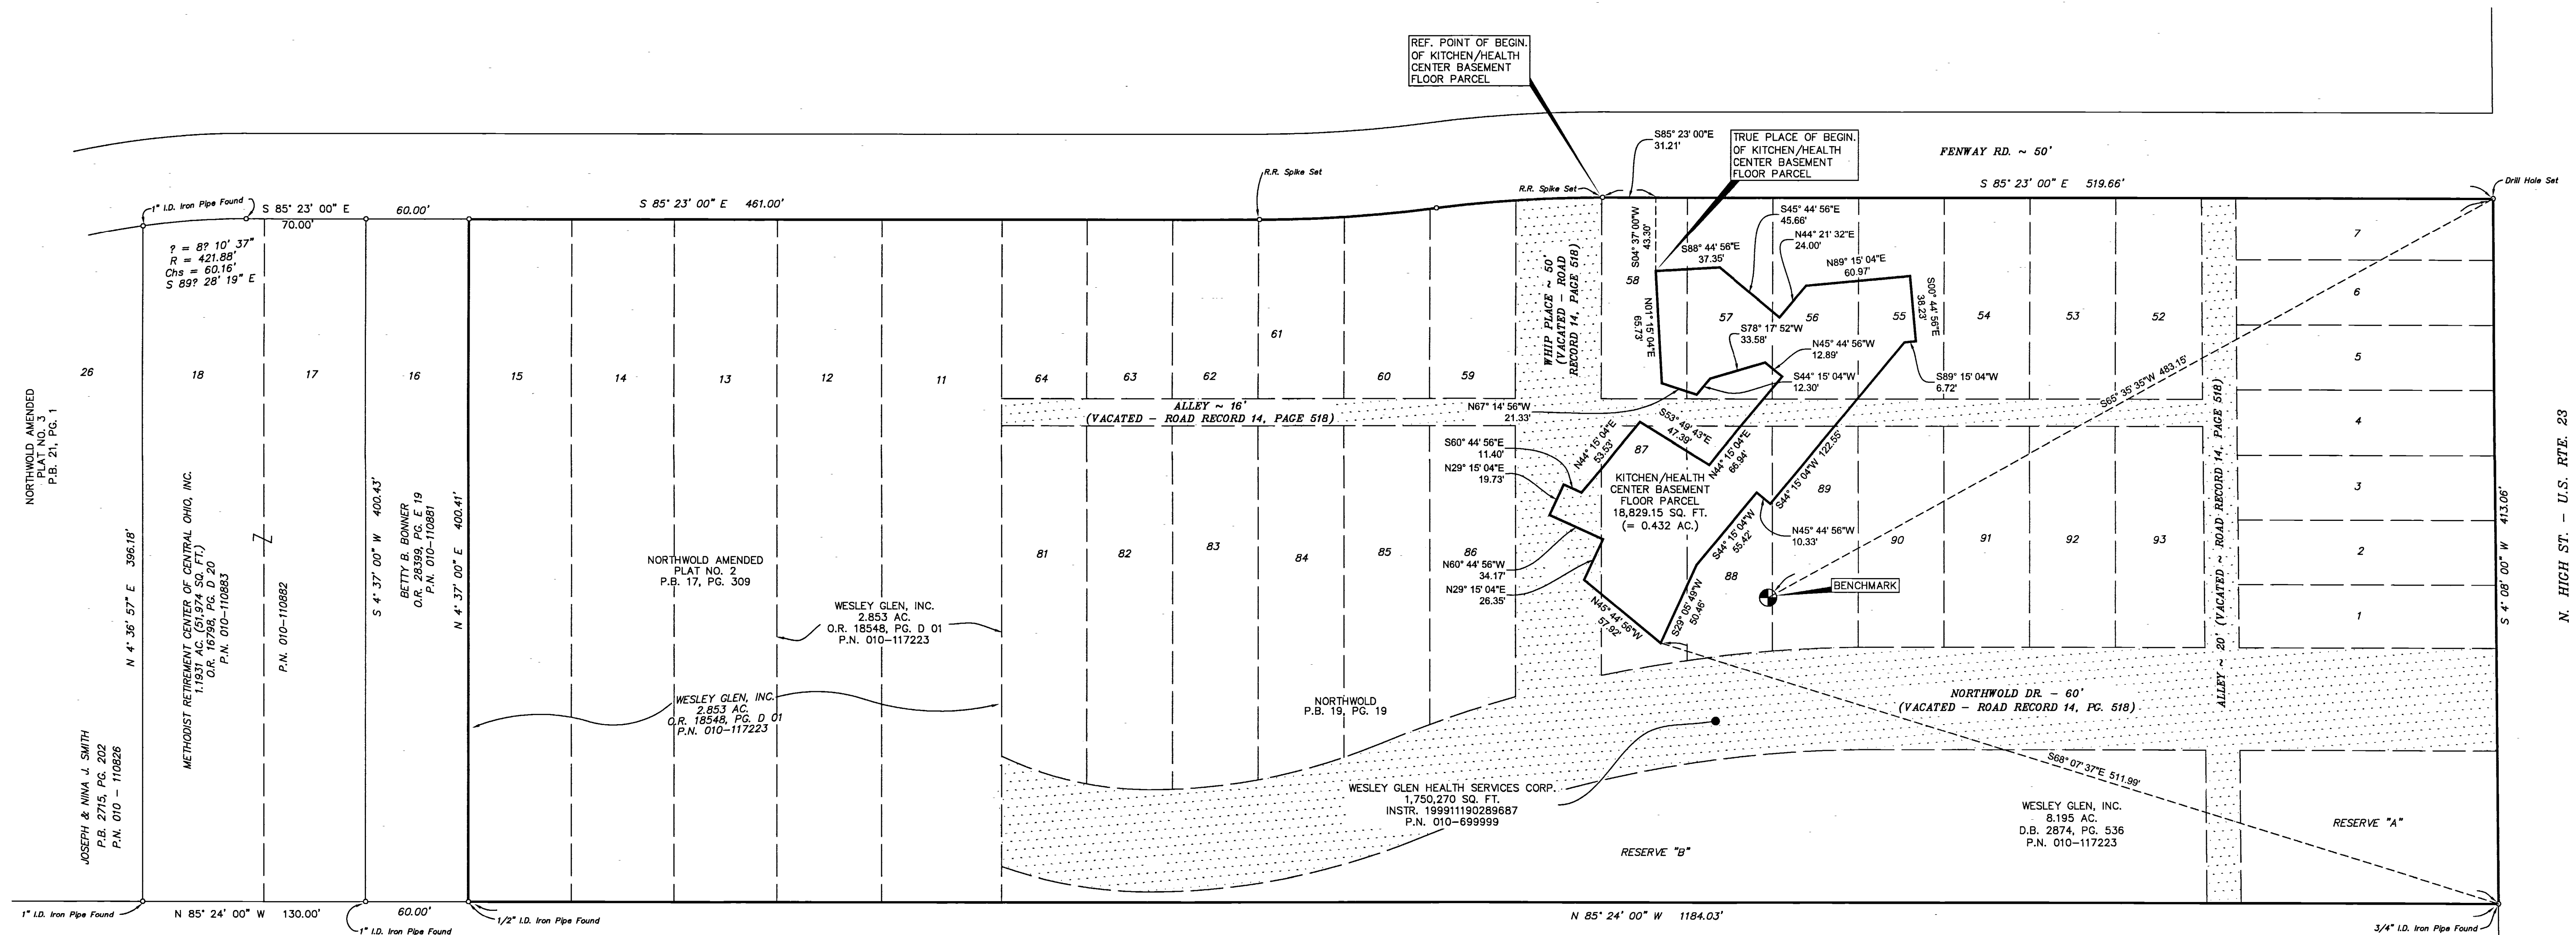 REF. POINT OF BEGIN.
OF KITCHEN/HEALTH
CENTER BASEMENT
FLOOR PARCEL
S85° 23' 00"E
31.21'
TRUE PLACE OF BEGIN.
OF KITCHEN/HEALTH
CENTER BASEMENT
FLOOR PARCEL
FENWAY RD. ~ 50'
R.R. Spike Set
R.R. Spike Set
S 85° 23' 00" E 519.66'
Drill Hole Set
1" I.D. Iron Pipe Found
S 85° 23' 00" E
70.00'
60.00'
S 85° 23' 00" E 461.00'
? = 8? 10' 37"
R = 421.88'
Chs = 60.16'
S 89? 28' 19" E
S04° 37' 00"W
43.30'
S88° 44' 56"E
37.35'
S45° 44' 56"E
45.66'
N44° 21' 32"E
24.00'
N89° 15' 04"E
60.97'
S00° 44' 56"E
38.23'
S89° 15' 04"W
6.72'
N01° 15' 04"E
65.73'
S78° 17' 52"W
33.58'
N45° 44' 56"W
12.89'
S44° 15' 04"W
12.30'
N67° 14' 56"W
21.33'
WHIP PLACE ~ 50'
(VACATED - ROAD
RECORD 14, PAGE 518)
58
57
56
55
54
53
52
7
6
5
4
3
2
1
26
18
17
16
15
14
13
12
11
64
63
62
61
60
59
ALLEY ~ 16'
(VACATED - ROAD RECORD 14, PAGE 518)
S65° 35' 35"W 483.15'
NORTHWOLD AMENDED
PLAT NO. 3
P.B. 21, PG. 1
N 4° 36' 57" E 396.18'
METHODIST RETIREMENT CENTER OF CENTRAL OHIO, INC.
1.1931 AC. (51,974 SQ. FT.)
O.R. 16798, PG. D 20
P.N. 010-110883
P.N. 010-110882
S 4° 37' 00" W 400.43'
BETTY B. BONNER
O.R. 28399, PG. E 19
P.N. 010-110881
N 4° 37' 00" E 400.41'
S60° 44' 56"E
11.40'
N29° 15' 04"E
19.73'
N44° 15' 04"E
53.53'
S53° 49' 43"E
47.39'
N44° 15' 04"E
66.94'
S44° 15' 04"W 122.55'
87
KITCHEN/HEALTH
CENTER BASEMENT
FLOOR PARCEL
18,829.15 SQ. FT.
(= 0.432 AC.)
N45° 44' 56"W
10.33'
S44° 15' 04"W
55.42'
S29° 05' 49"W
50.46'
N60° 44' 56"W
34.17'
N29° 15' 04"E
26.35'
N45° 44' 56"W
57.92'
81
82
83
84
85
86
88
89
90
91
92
93
BENCHMARK
NORTHWOLD AMENDED
PLAT NO. 2
P.B. 17, PG. 309
WESLEY GLEN, INC.
2.853 AC.
O.R. 18548, PG. D 01
P.N. 010-117223
WESLEY GLEN, INC.
2.853 AC.
O.R. 18548, PG. D 01
P.N. 010-117223
NORTHWOLD
P.B. 19, PG. 19
NORTHWOLD DR. - 60'
(VACATED - ROAD RECORD 14, PG. 518)
ALLEY ~ 20' (VACATED ~ ROAD RECORD 14, PAGE 518)
S 4° 08' 00" W 413.06'
N. HIGH ST. - U.S. RTE. 23
JOSEPH & NINA J. SMITH
P.B. 2715, PG. 202
P.N. 010 - 110826
WESLEY GLEN HEALTH SERVICES CORP.
1,750,270 SQ. FT.
INSTR. 199911190289687
P.N. 010-699999
S68° 07' 37"E 511.99'
WESLEY GLEN, INC.
8.195 AC.
D.B. 2874, PG. 536
P.N. 010-117223
RESERVE "A"
RESERVE "B"
1" I.D. Iron Pipe Found
N 85° 24' 00" W 130.00'
60.00'
1" I.D. Iron Pipe Found
1/2" I.D. Iron Pipe Found
N 85° 24' 00" W 1184.03'
3/4" I.D. Iron Pipe Found